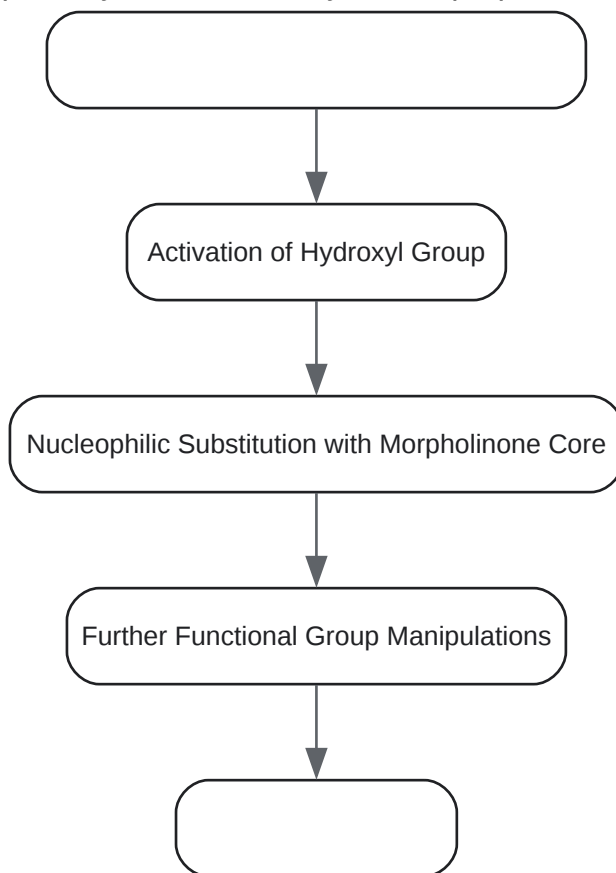 Activation of Hydroxyl Group
Nucleophilic Substitution with Morpholinone Core
Further Functional Group Manipulations